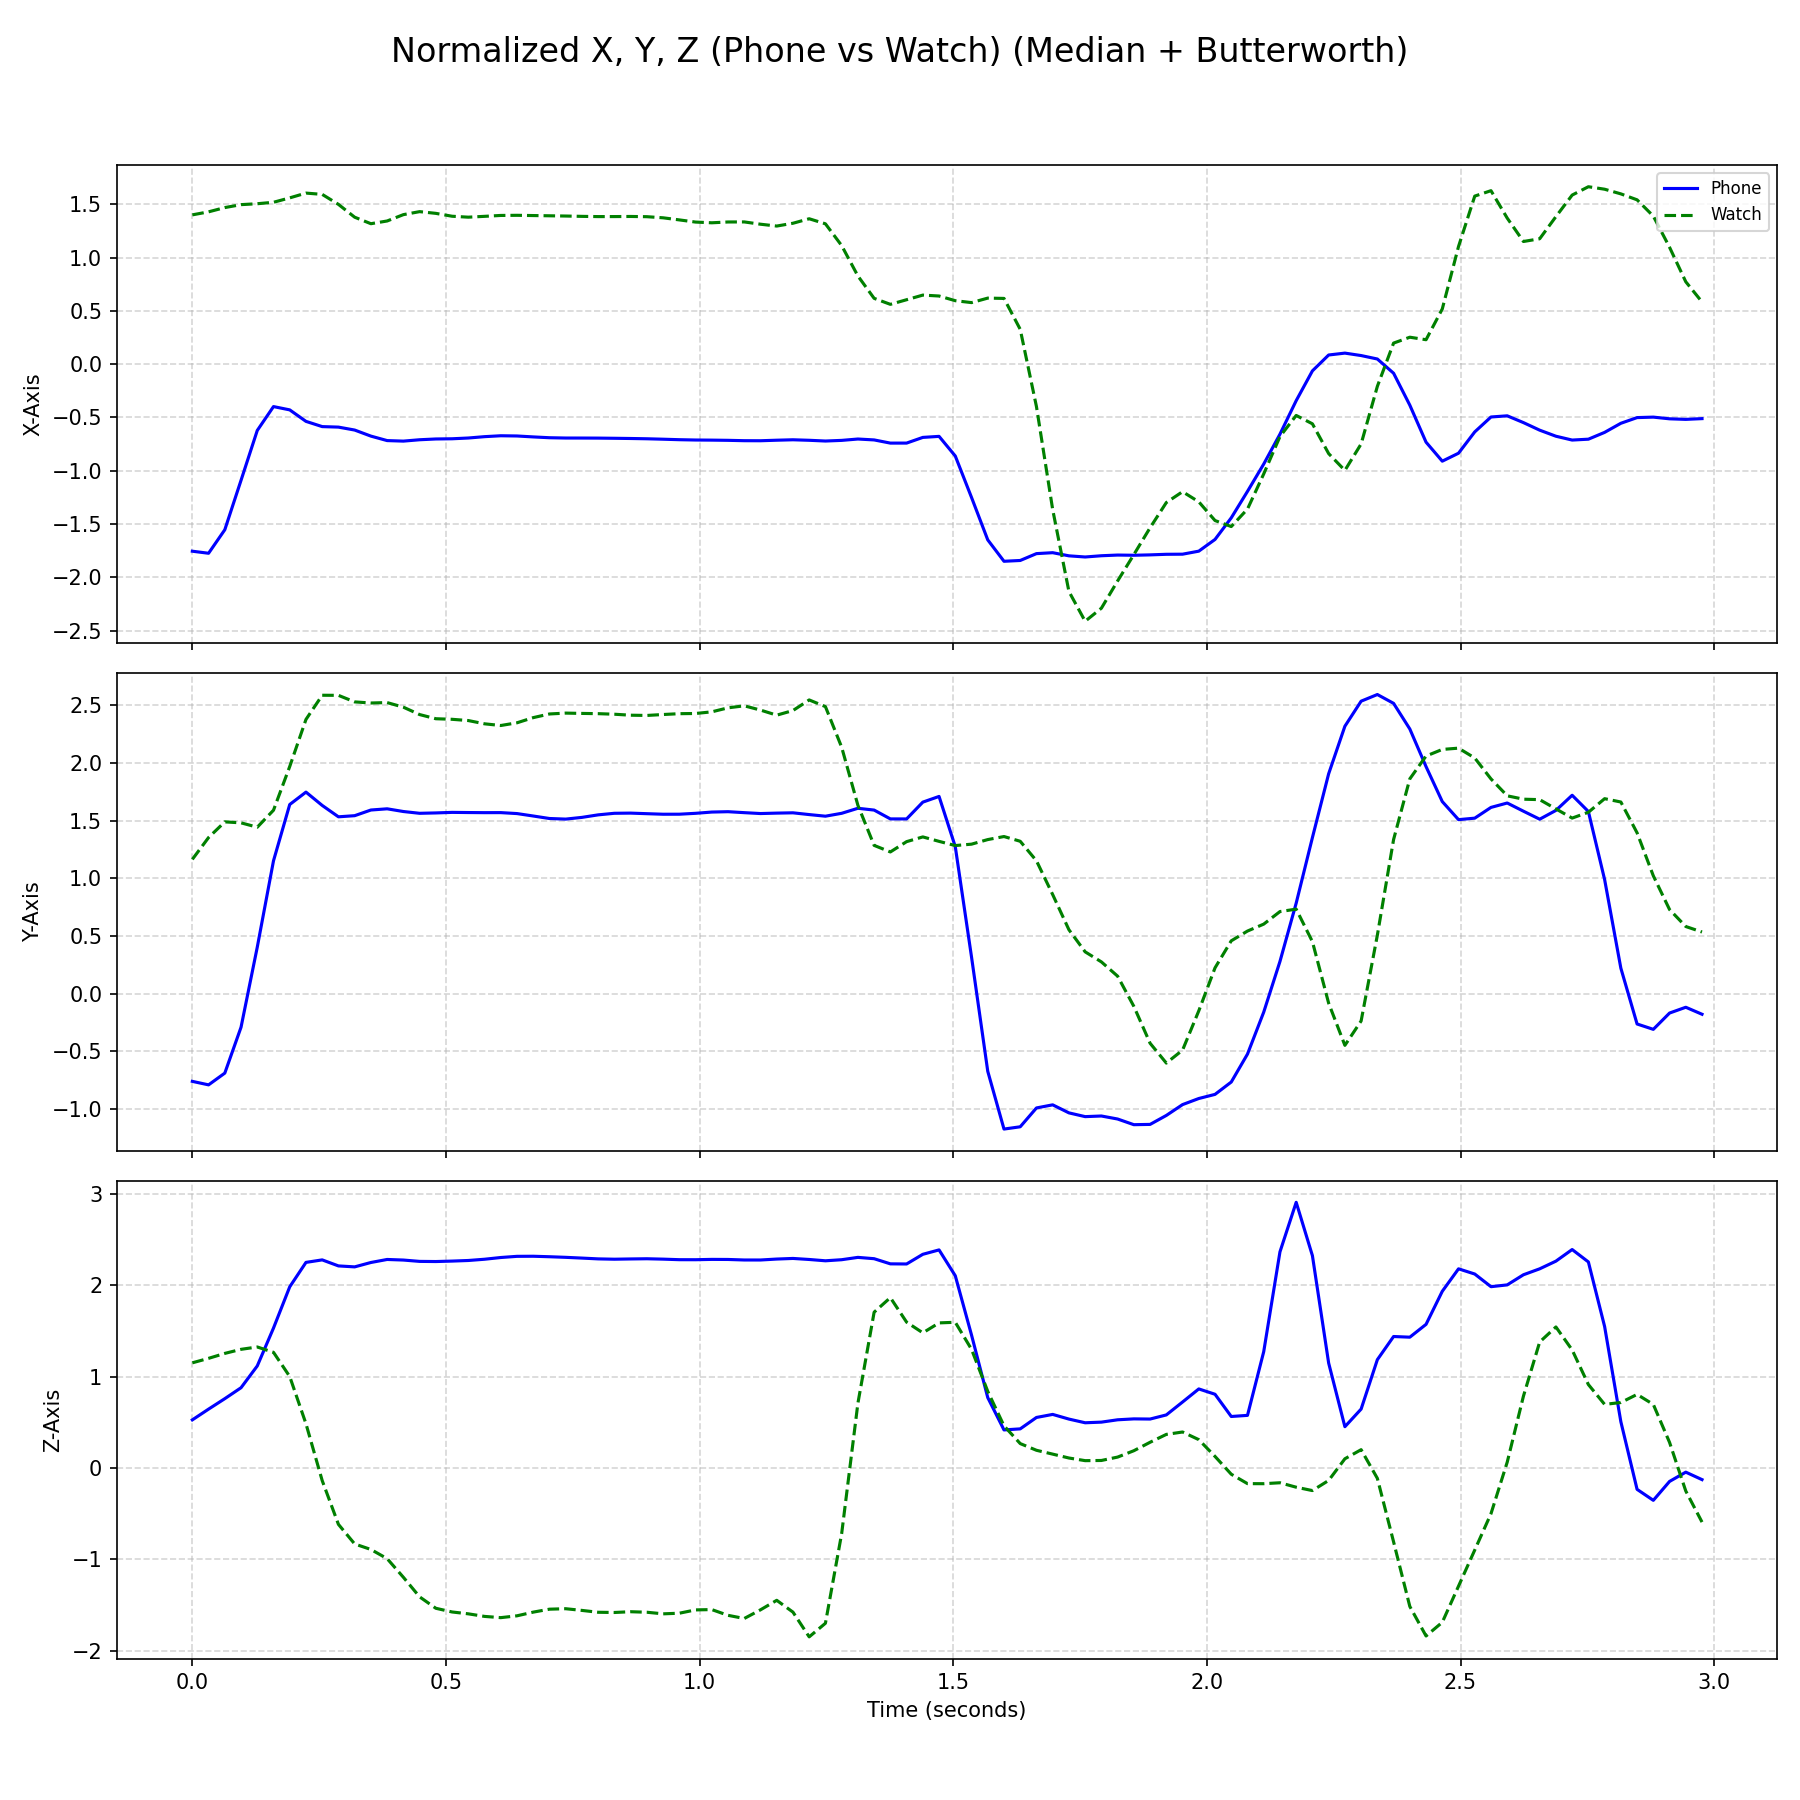 Normalized X, Y, Z (Phone vs Watch) (Median + Butterworth)
Phone
Watch
X-Axis
1.5
1.0
0.5
0.0
−0.5
−1.0
−1.5
−2.0
−2.5
Y-Axis
2.5
2.0
1.5
1.0
0.5
0.0
−0.5
−1.0
Z-Axis
3
2
1
0
−1
−2
0.0 0.5 1.0 1.5 2.0 2.5 3.0
Time (seconds)